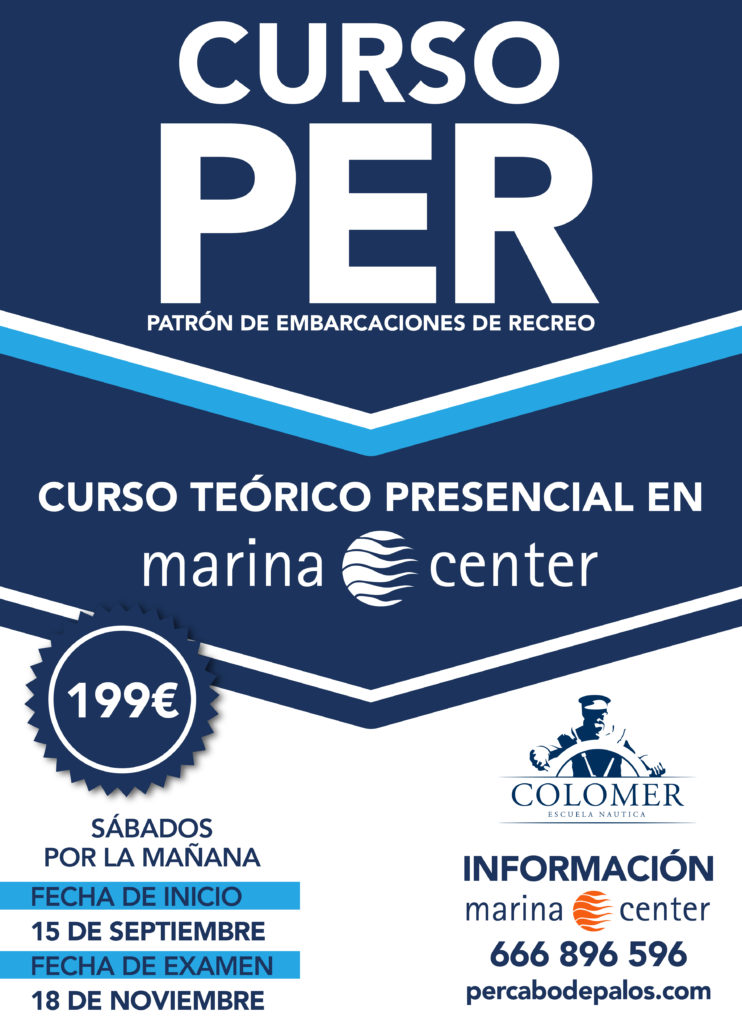 CURSO
PER
PATRÓN DE EMBARCACIONES DE RECREO
CURSO TEÓRICO PRESENCIAL EN
marina center
199€
SÁBADOS
POR LA MAÑANA
FECHA DE INICIO
15 DE SEPTIEMBRE
FECHA DE EXAMEN
18 DE NOVIEMBRE
COLOMER
ESCUELA NAUTICA
INFORMACIÓN
marina center
666 896 596
percabodepalos.com